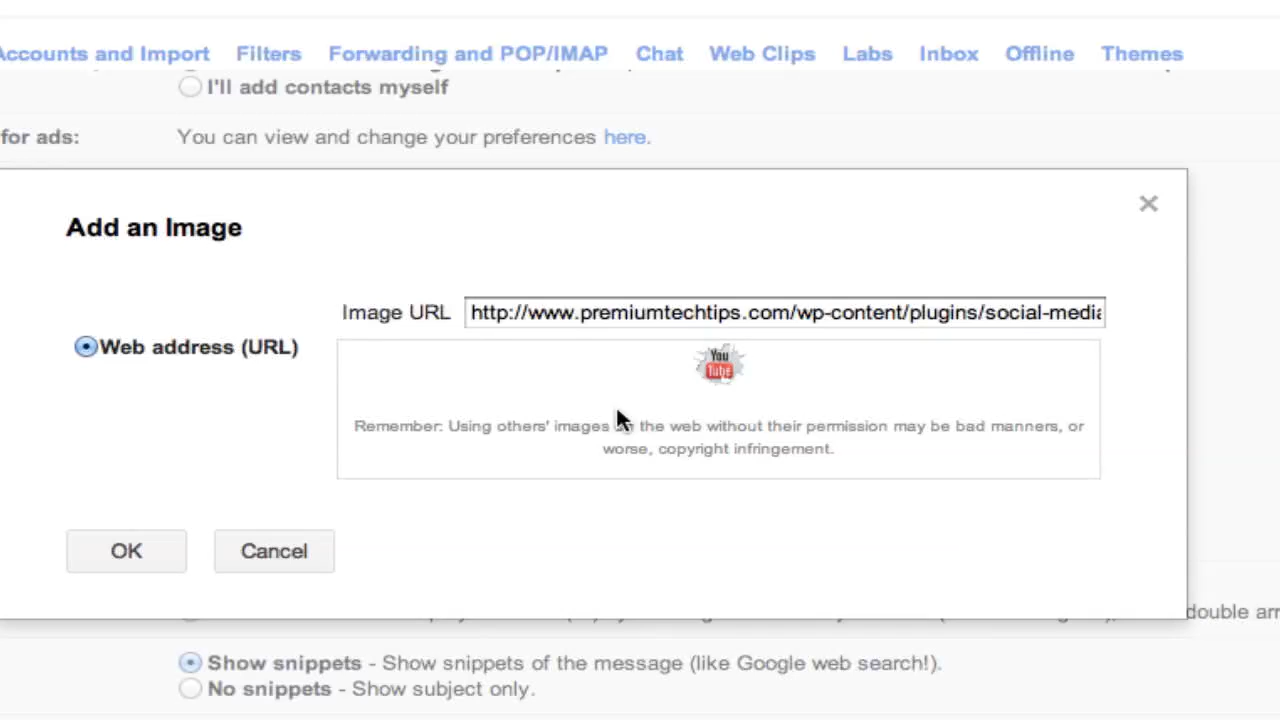 Accounts and Import Filters Forwarding and POP/IMAP Chat Web Clips Labs Inbox Offline Themes
I'll add contacts myself
for ads: You can view and change your preferences here.
Add an Image
Image URL http://www.premiumtechtips.com/wp-content/plugins/social-media
Web address (URL)
You
Tube
Remember: Using others' images the web without their permission may be bad manners, or
worse, copyright infringement.
OK Cancel
double arr
Show snippets - Show snippets of the message (like Google web search!).
No snippets - Show subject only.